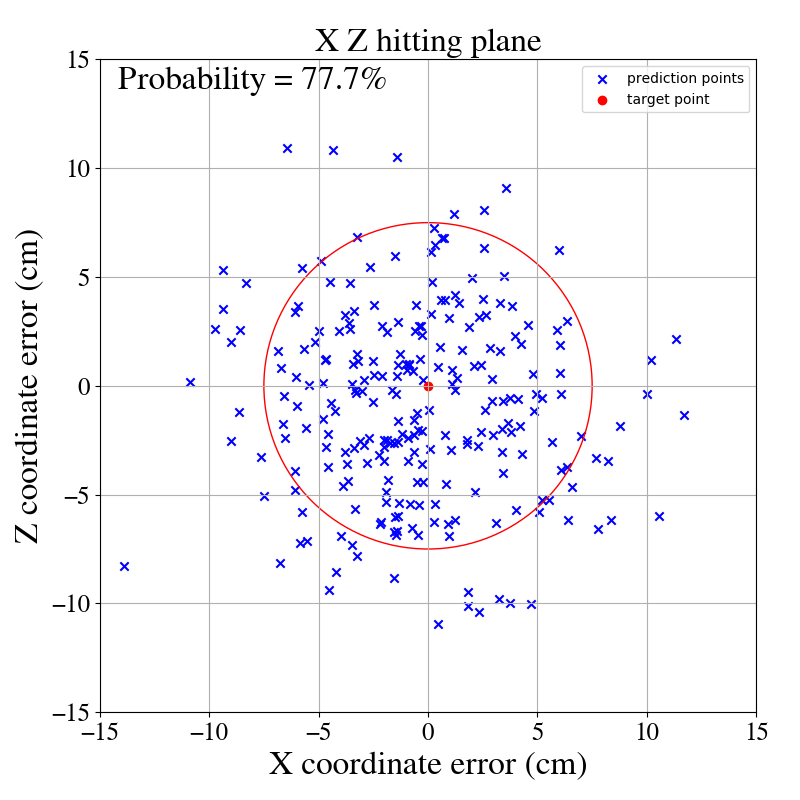 X Z hitting plane
Probability = 77.7%
prediction points
target point
15
10
5
0
−5
−10
−15
Z coordinate error (cm)
−15 −10 −5 0 5 10 15
X coordinate error (cm)